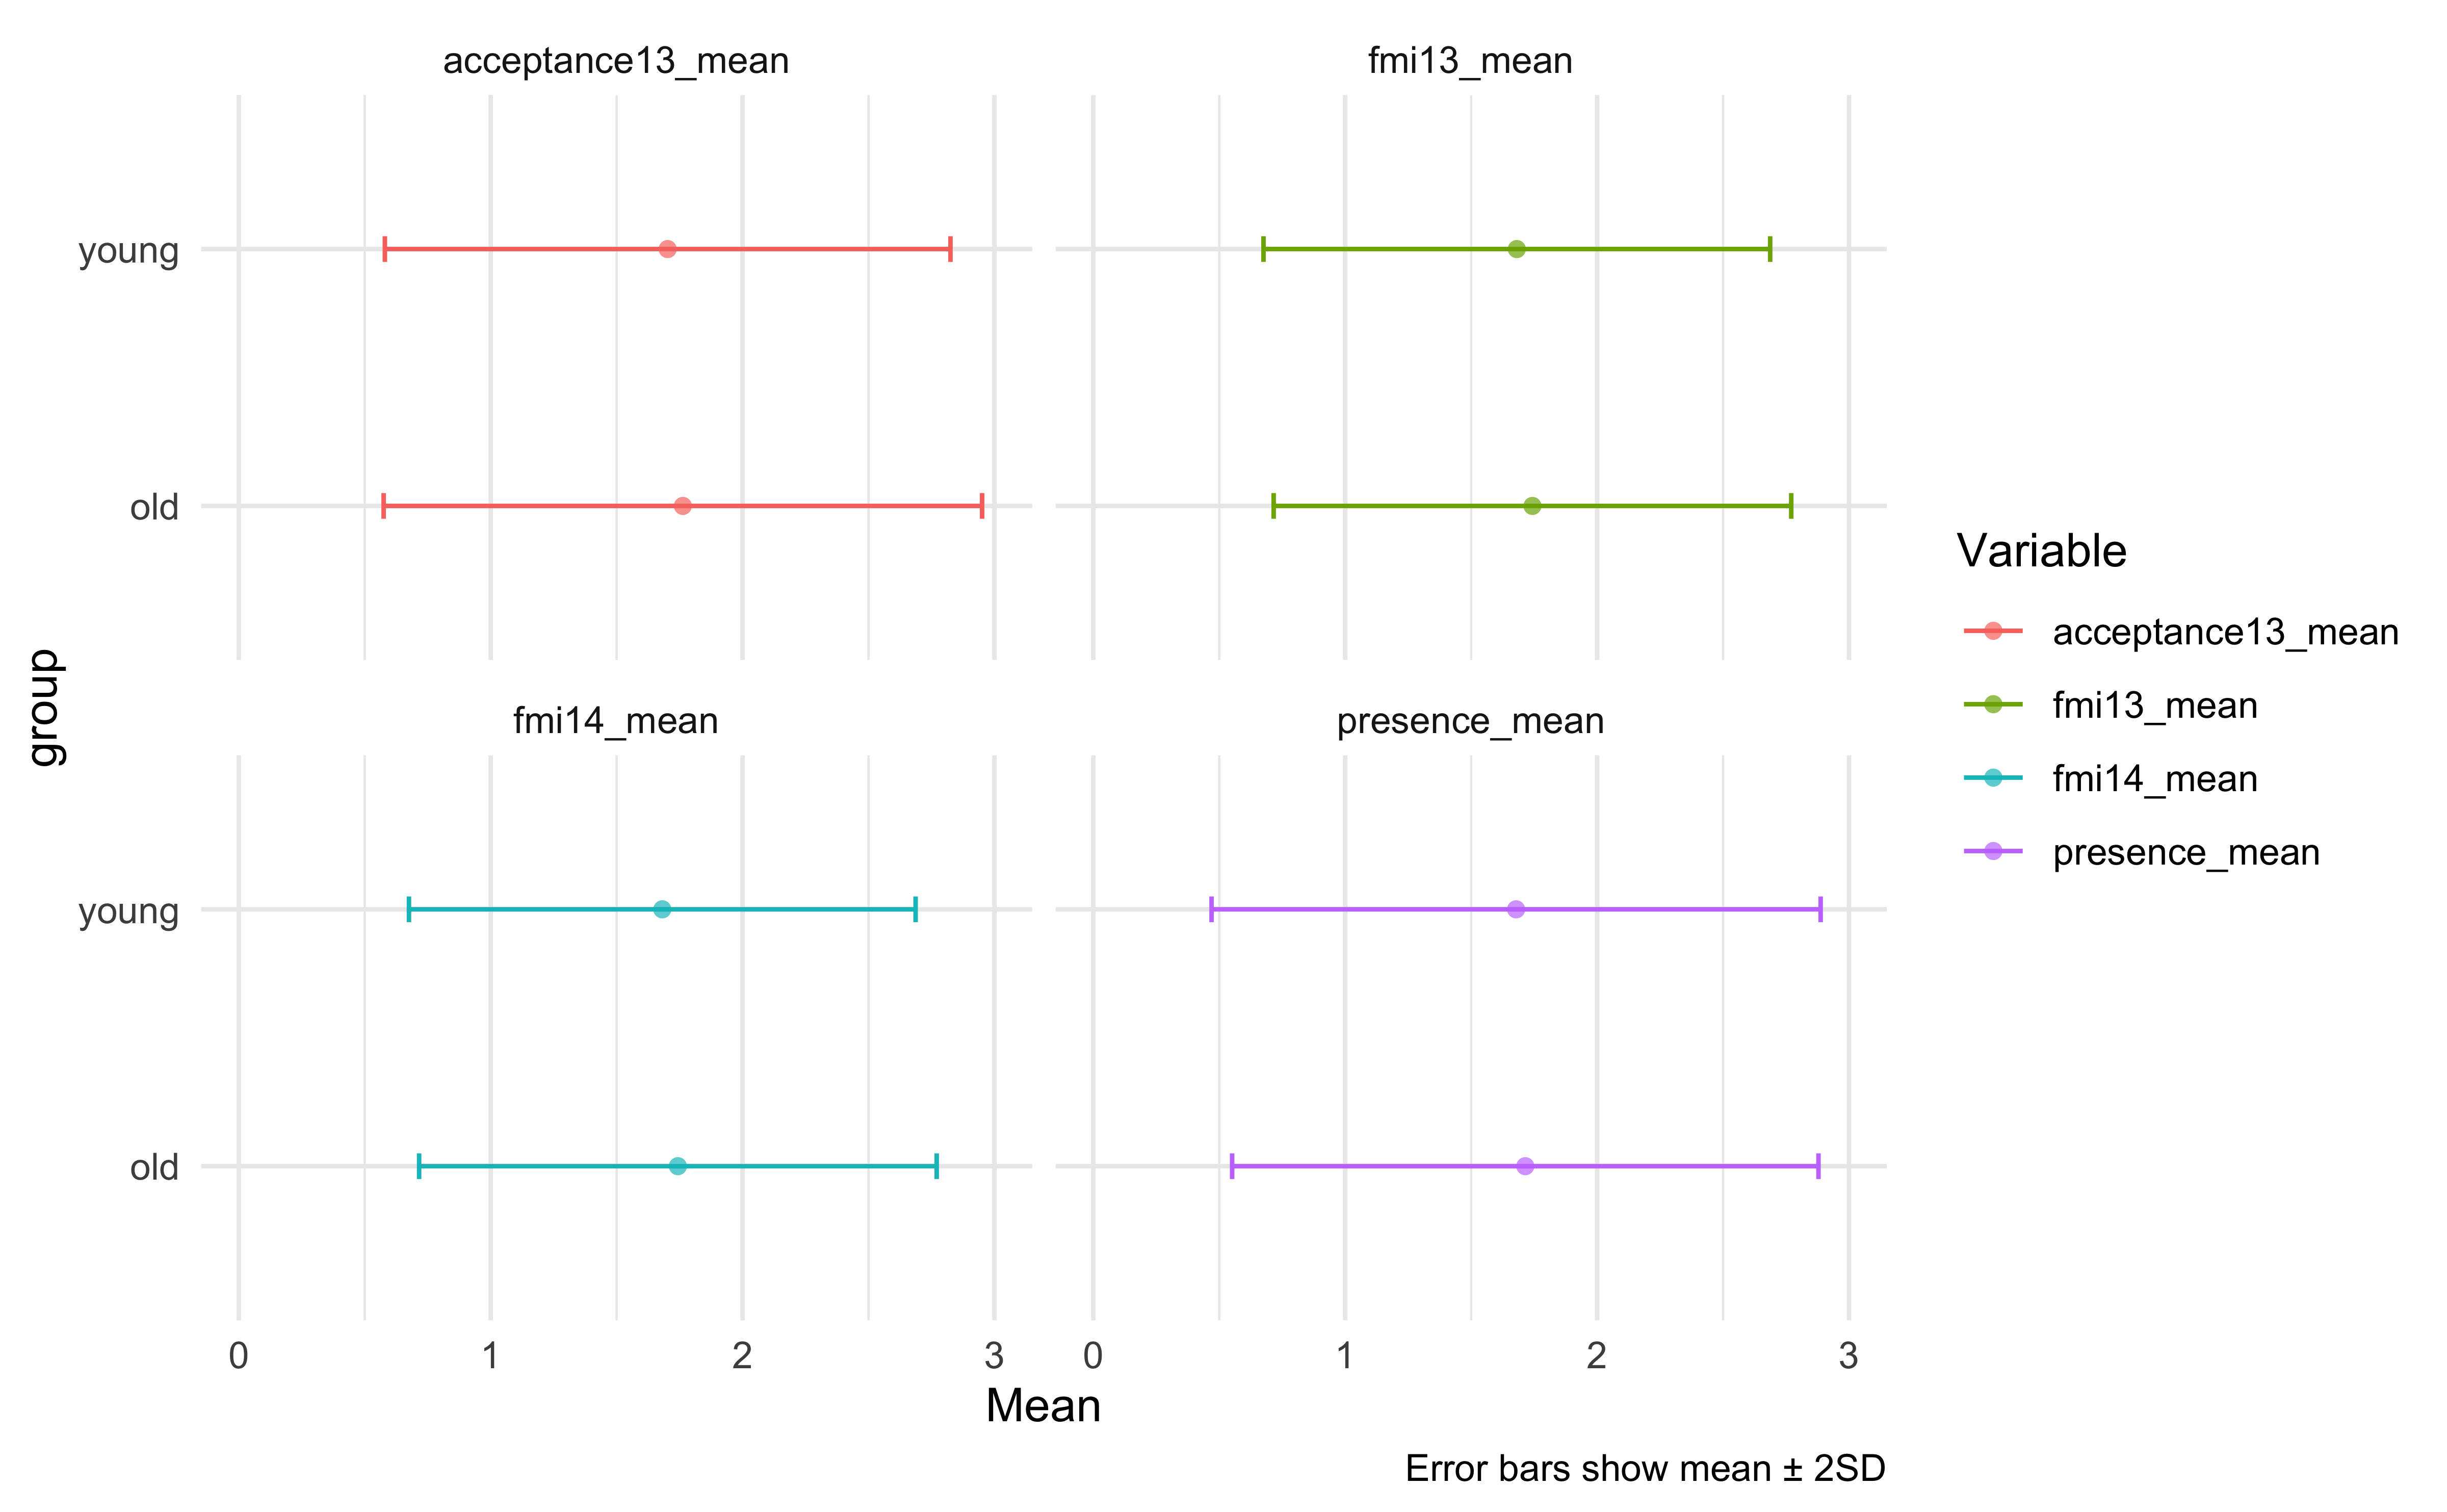 acceptance13_mean
fmi13_mean
young
old
fmi14_mean
presence_mean
young
old
0 1 2 3 0 1 2 3
Mean
group
Error bars show mean ± 2SD
Variable
acceptance13_mean
fmi13_mean
fmi14_mean
presence_mean